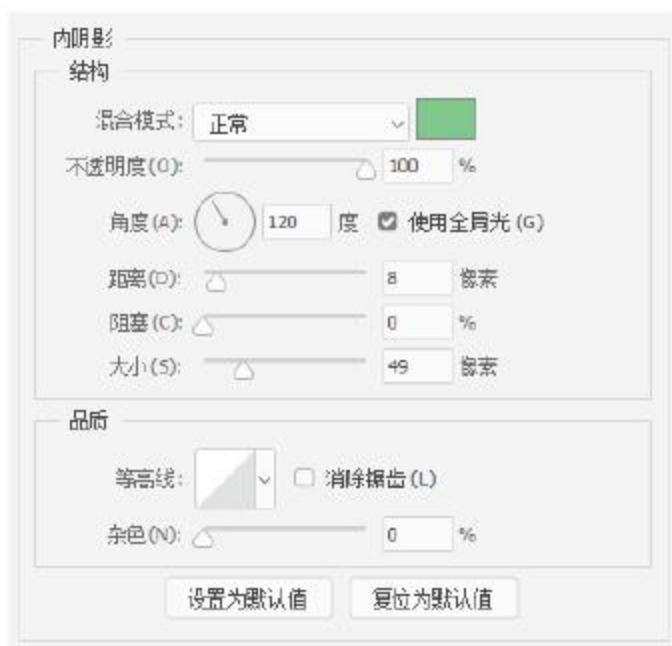 内阴影
结构
混合模式: 正常
不透明度(O): 100 %
角度(A): 120 度 使用全局光(G)
距离(D): 8 像素
阻塞(C): 0 %
大小(S): 49 像素
品质
等高线: 消除锯齿(L)
杂色(N): 0 %
设置为默认值 复位为默认值